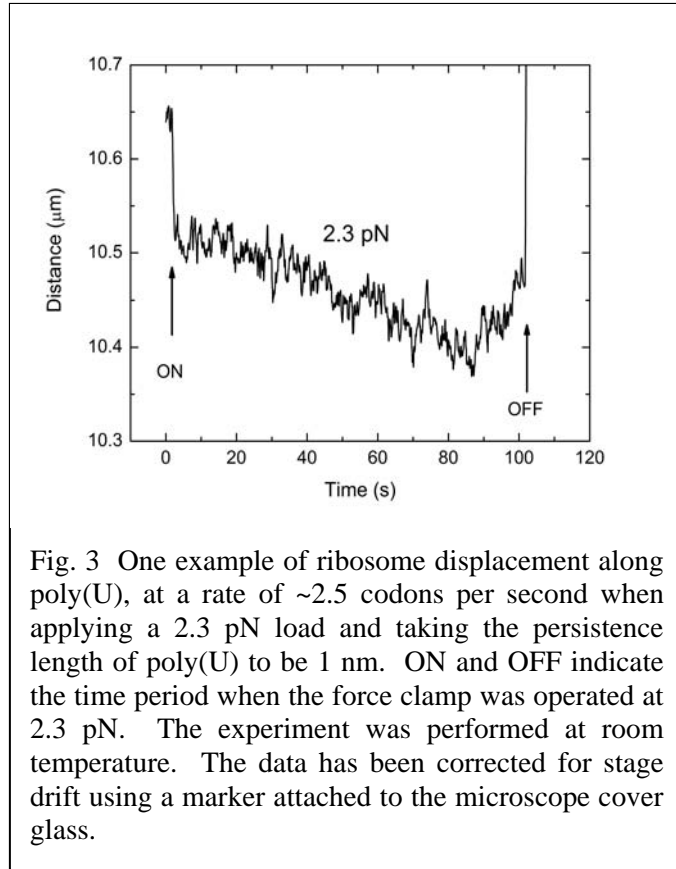 10.7
10.6
10.5
10.4
10.3
Distance (μm)
2.3 pN
ON
OFF
0 20 40 60 80 100 120
Time (s)
Fig. 3 One example of ribosome displacement along
poly(U), at a rate of ~2.5 codons per second when
applying a 2.3 pN load and taking the persistence
length of poly(U) to be 1 nm. ON and OFF indicate
the time period when the force clamp was operated at
2.3 pN. The experiment was performed at room
temperature. The data has been corrected for stage
drift using a marker attached to the microscope cover
glass.